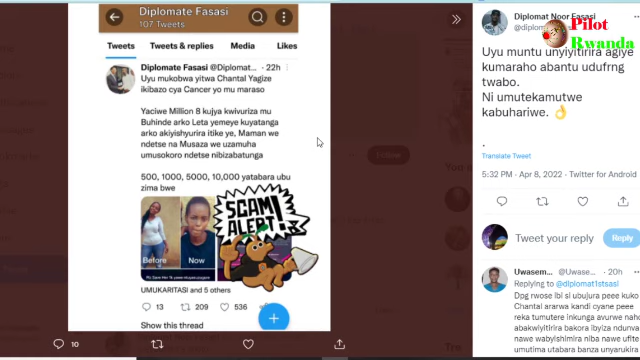 Diplomate Fasasi
107 Tweets
Tweets
Tweets & replies
Media
Likes
Diplomate Fasasi @Diplomat... · 22h
Uyu mukobwa yitwa Chantal Yagize
ikibazo cya Cancer yo mu maraso
Yaciwe Million 8 kujya kwivuriza mu
Buhinde arko Leta yemeye kuyatanga
arko akiyishyurira itike ye, Maman we
ndetse na Musaza we uzamuha
umusokoro ndetse nibizabatunga
500, 1000, 5000, 10,000 yatabara ubu
zima bwe
Before
Now
SCAM
ALERT!
UMUKARITASI and 5 others
13
209
536
Show this thread
10
Follow
Diplomat Noor Fasasi
Pilot
Rwanda
Uyu muntu unyiyitirira agiye
kumaraho abantu udufrng
twabo.
Ni umutekamutwe
kabuhariwe. 👌
.
Translate Tweet
5:32 PM · Apr 8, 2022 · Twitter for Android
Tweet your reply
Reply
Uwasem... @Uwase... · 20h
Replying to @diplomat1stsasi
Dpg rwose ibi si ubujura peee kuko
Chantal ararwa kandi cyane pee
reka tumutere inkunga avurwe naho
abakwiyitirira bakora ibyiza ndunva
nawe wabyishimira niba nawe ufite
umutima utabara banza unyarukira